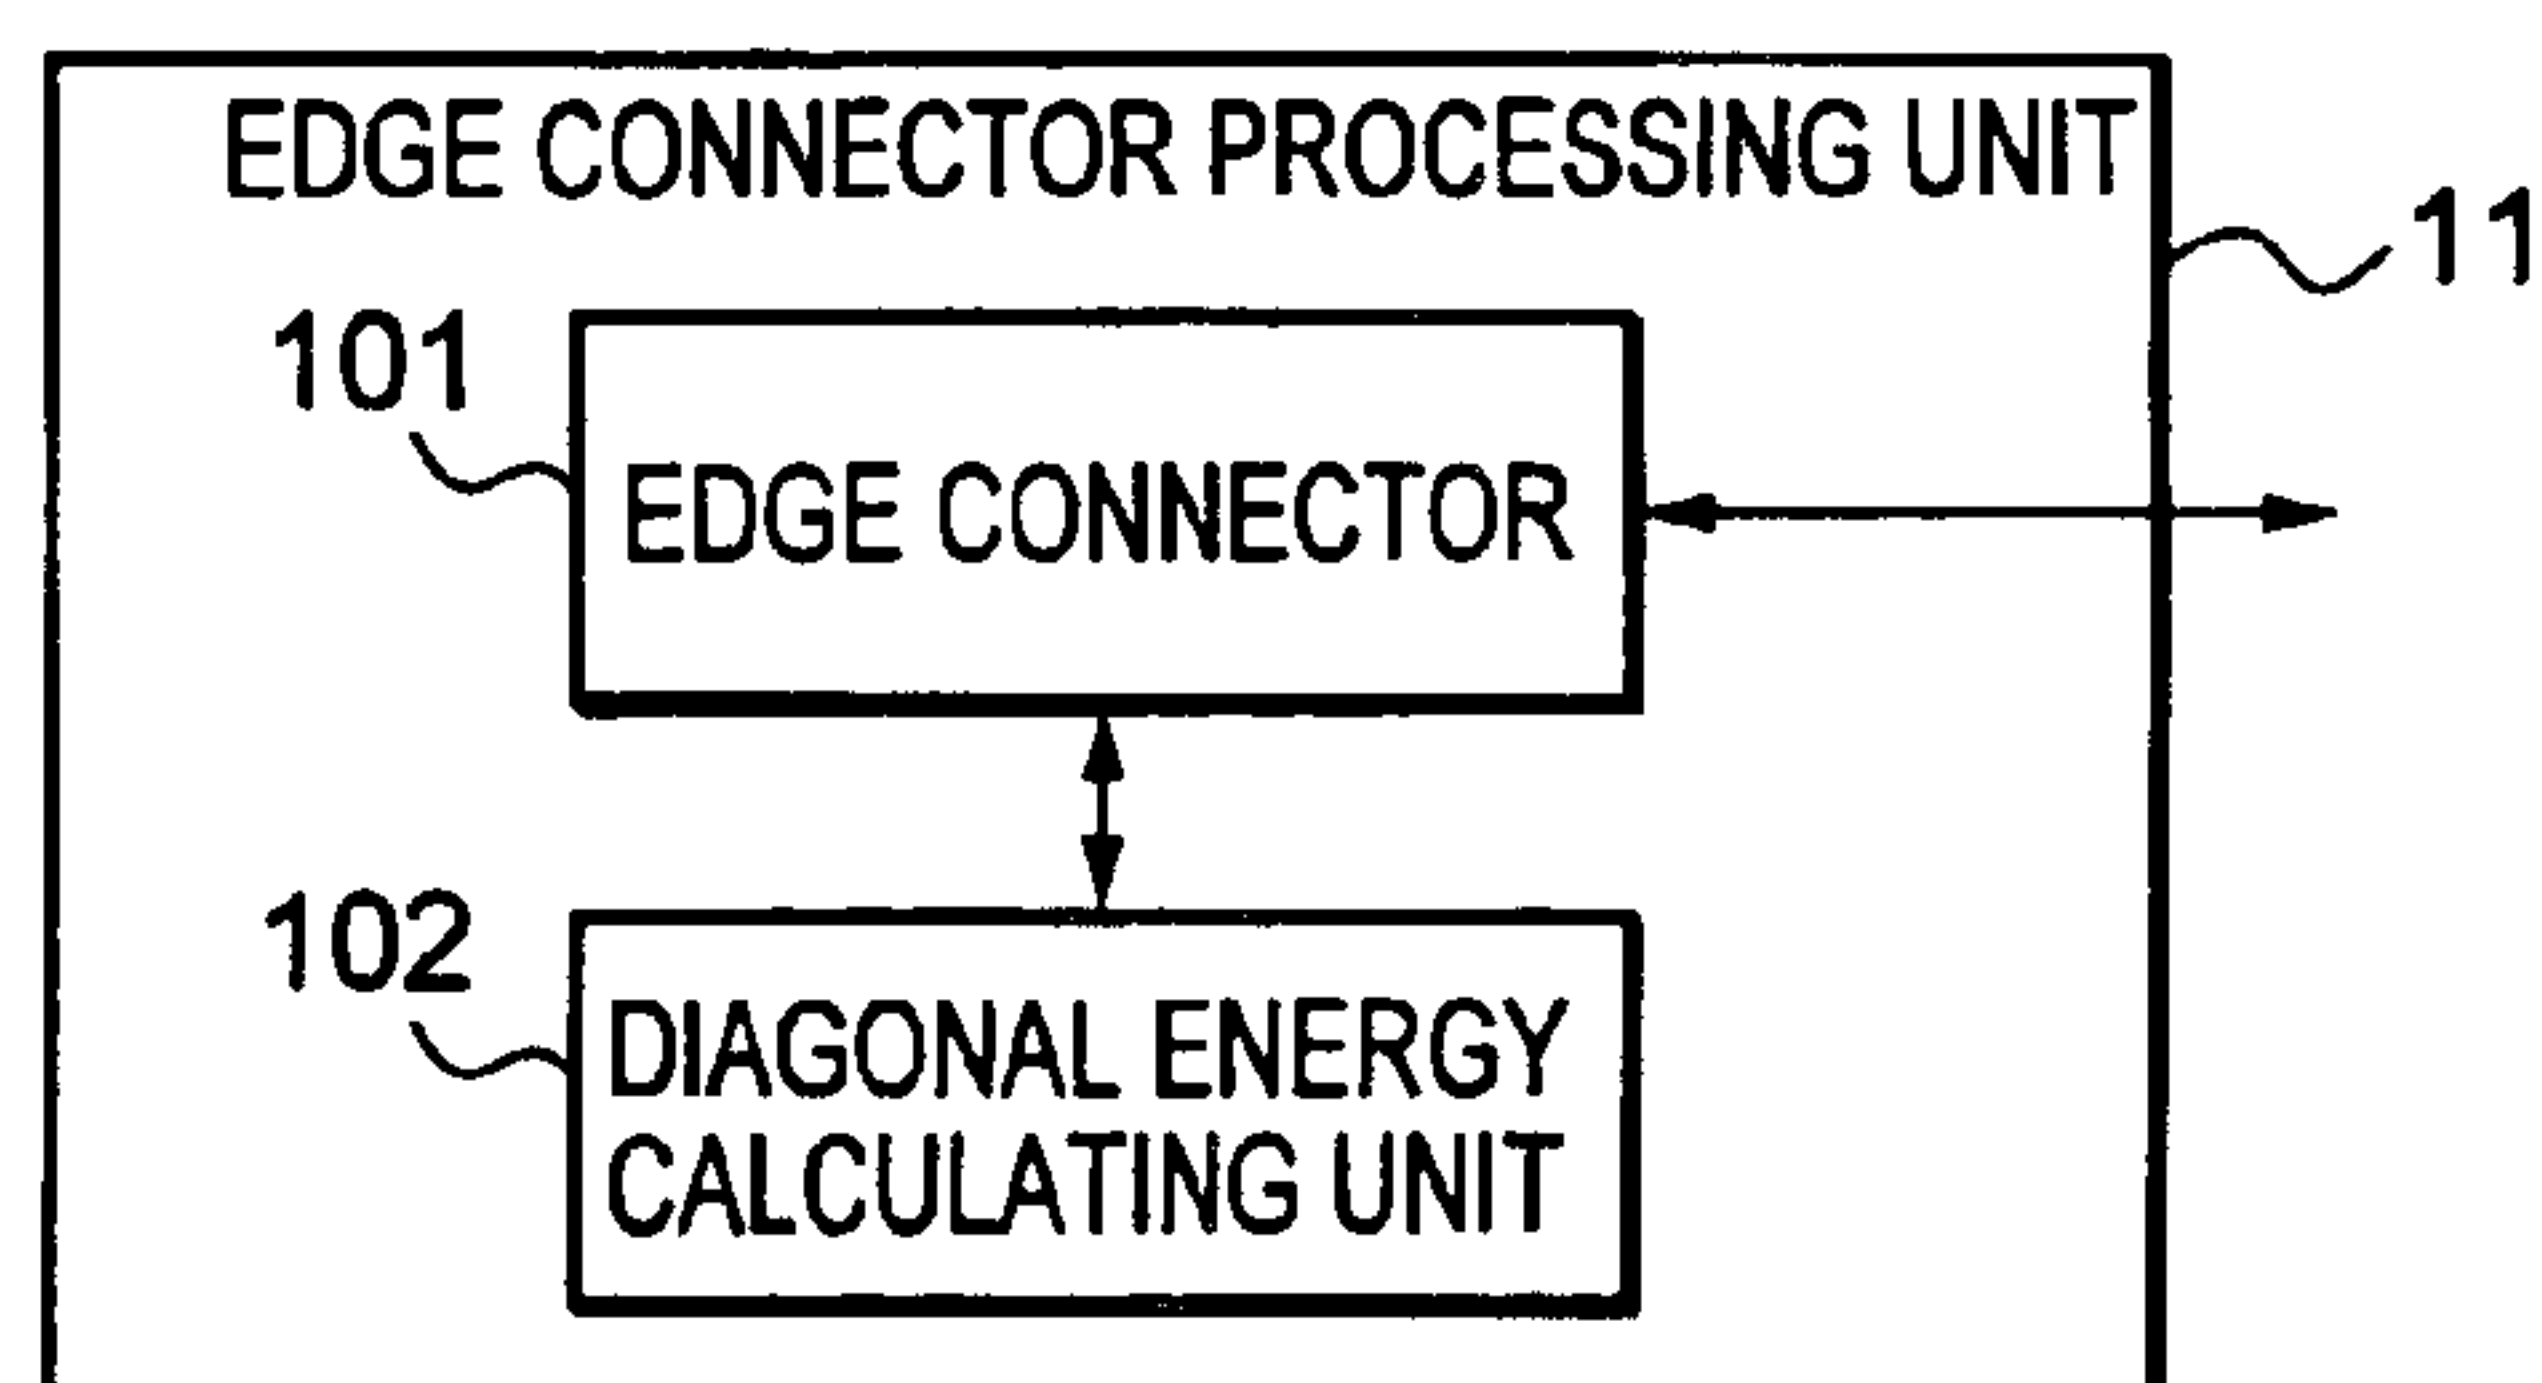 EDGE CONNECTOR PROCESSING UNIT
11
101
EDGE CONNECTOR
102
DIAGONAL ENERGY
CALCULATING UNIT